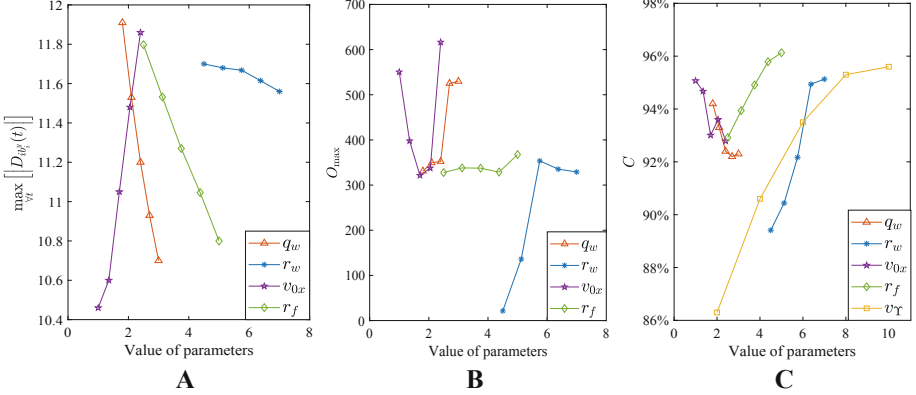 12
11.8
11.6
11.4
11.2
11
10.8
10.6
10.4
0 2 4 6 8
max ∀t [|D_{ib_i^y}(t)|]
Value of parameters
q_w
r_w
v_{0x}
r_f
A
700
600
500
400
300
200
100
0
0 2 4 6 8
O_max
Value of parameters
q_w
r_w
v_{0x}
r_f
B
96%
94%
92%
90%
88%
86%
0 2 4 6 8 10
C
Value of parameters
q_w
r_w
v_{0x}
r_f
v_Υ
C